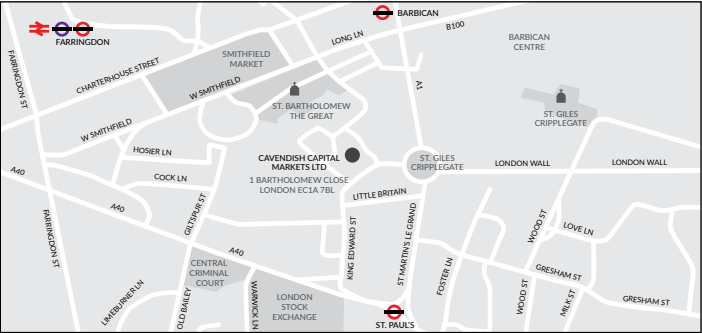 BARBICAN
FARRINGDON
LONG LN
B100
BARBICAN
CENTRE
SMITHFIELD
MARKET
FARRINGDON ST
CHARTERHOUSE STREET
W SMITHFIELD
A1
ST. BARTHOLOMEW
THE GREAT
ST. GILES
CRIPPLEGATE
W SMITHFIELD
HOSIER LN
CAVENDISH CAPITAL
MARKETS LTD
1 BARTHOLOMEW CLOSE
LONDON EC1A 7BL
ST. GILES
CRIPPLEGATE
LONDON WALL
LONDON WALL
A40
COCK LN
LITTLE BRITAIN
A40
GILTSPUR ST
FARRINGDON ST
KING EDWARD ST
ST MARTIN'S LE GRAND
WOOD ST
LOVE LN
A40
CENTRAL
CRIMINAL
COURT
FOSTER LN
GRESHAM ST
LIMEBURNER LN
OLD BAILEY
WARWICK LN
LONDON
STOCK
EXCHANGE
WOOD ST
MILK ST
GRESHAM ST
ST. PAUL'S